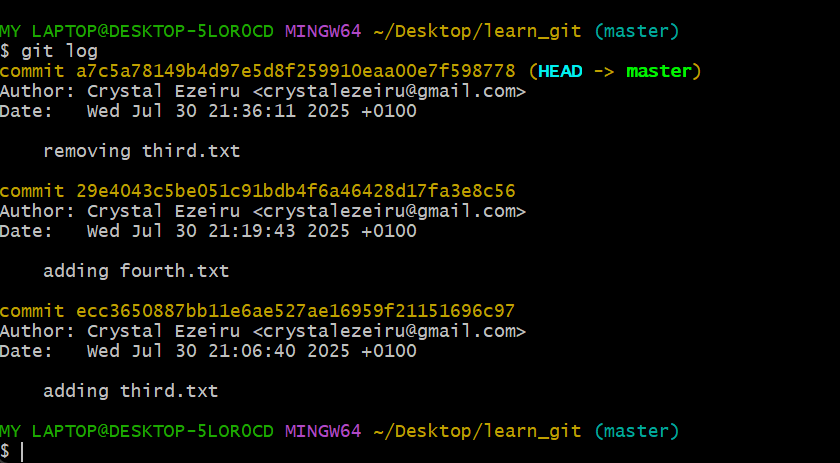 MY LAPTOP@DESKTOP-5LOR0CD MINGW64 ~/Desktop/learn_git (master)
$ git log
commit a7c5a78149b4d97e5d8f259910eaa00e7f598778 (HEAD -> master)
Author: Crystal Ezeiru <crystalezeiru@gmail.com>
Date:   Wed Jul 30 21:36:11 2025 +0100
    removing third.txt
commit 29e4043c5be051c91bdb4f6a46428d17fa3e8c56
Author: Crystal Ezeiru <crystalezeiru@gmail.com>
Date:   Wed Jul 30 21:19:43 2025 +0100
    adding fourth.txt
commit ecc3650887bb11e6ae527ae16959f21151696c97
Author: Crystal Ezeiru <crystalezeiru@gmail.com>
Date:   Wed Jul 30 21:06:40 2025 +0100
    adding third.txt
MY LAPTOP@DESKTOP-5LOR0CD MINGW64 ~/Desktop/learn_git (master)
$